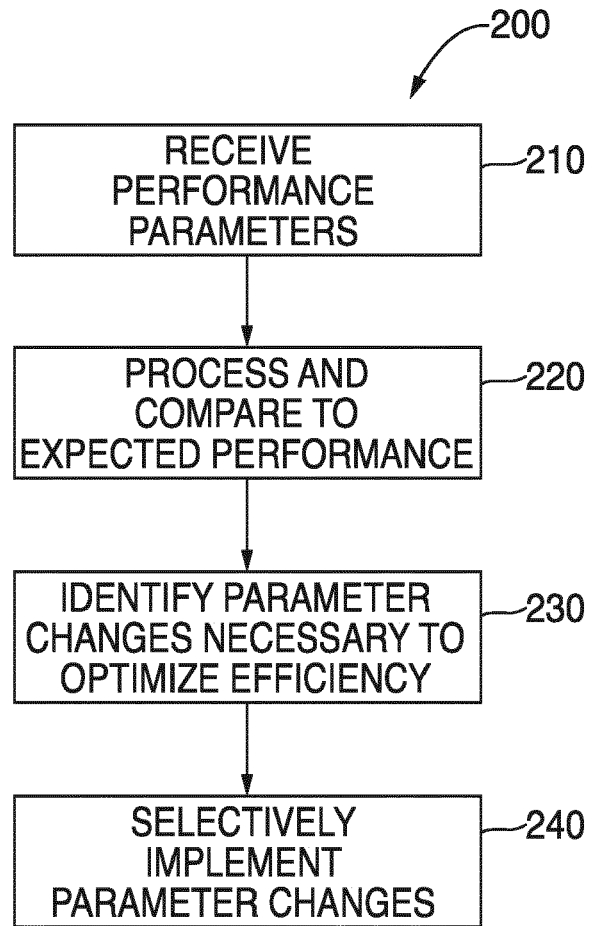 200
RECEIVE
PERFORMANCE
PARAMETERS
210
PROCESS AND
COMPARE TO
EXPECTED PERFORMANCE
220
IDENTIFY PARAMETER
CHANGES NECESSARY TO
OPTIMIZE EFFICIENCY
230
SELECTIVELY
IMPLEMENT
PARAMETER CHANGES
240